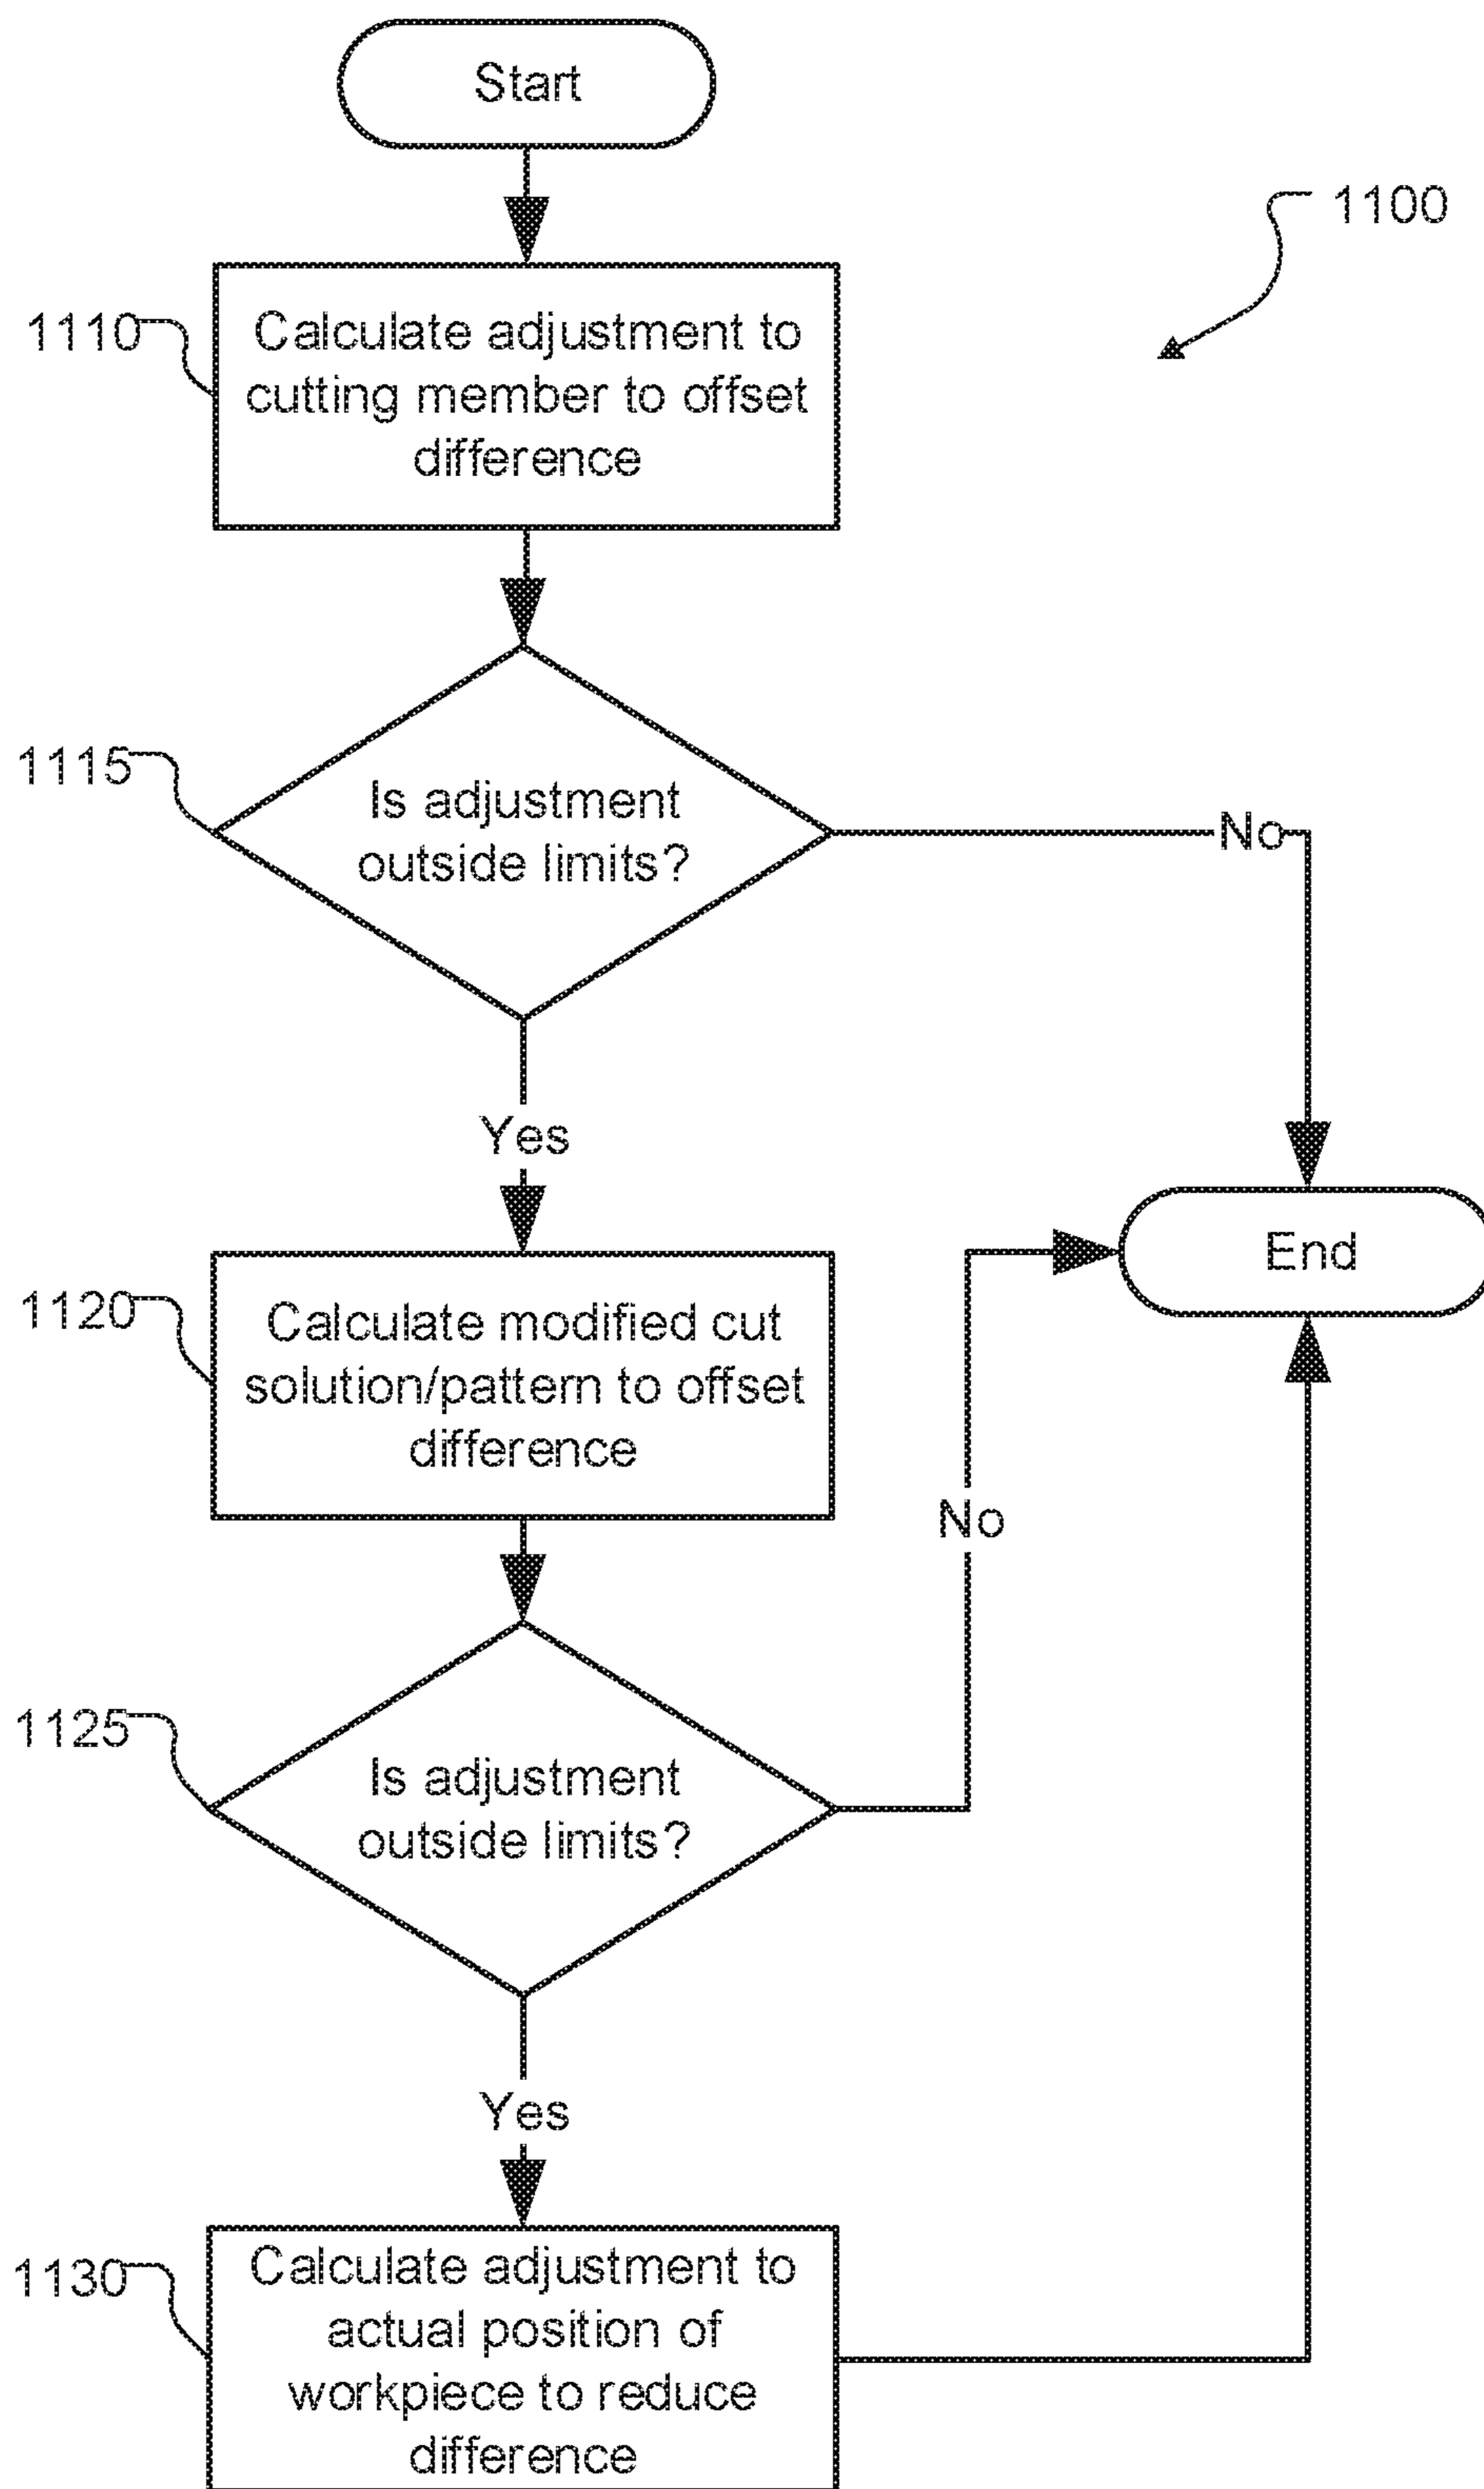 Start
1100
1110
Calculate adjustment to
cutting member to offset
difference
1115
Is adjustment
outside limits?
No
Yes
End
1120
Calculate modified cut
solution/pattern to offset
difference
No
1125
Is adjustment
outside limits?
Yes
1130
Calculate adjustment to
actual position of
workpiece to reduce
difference